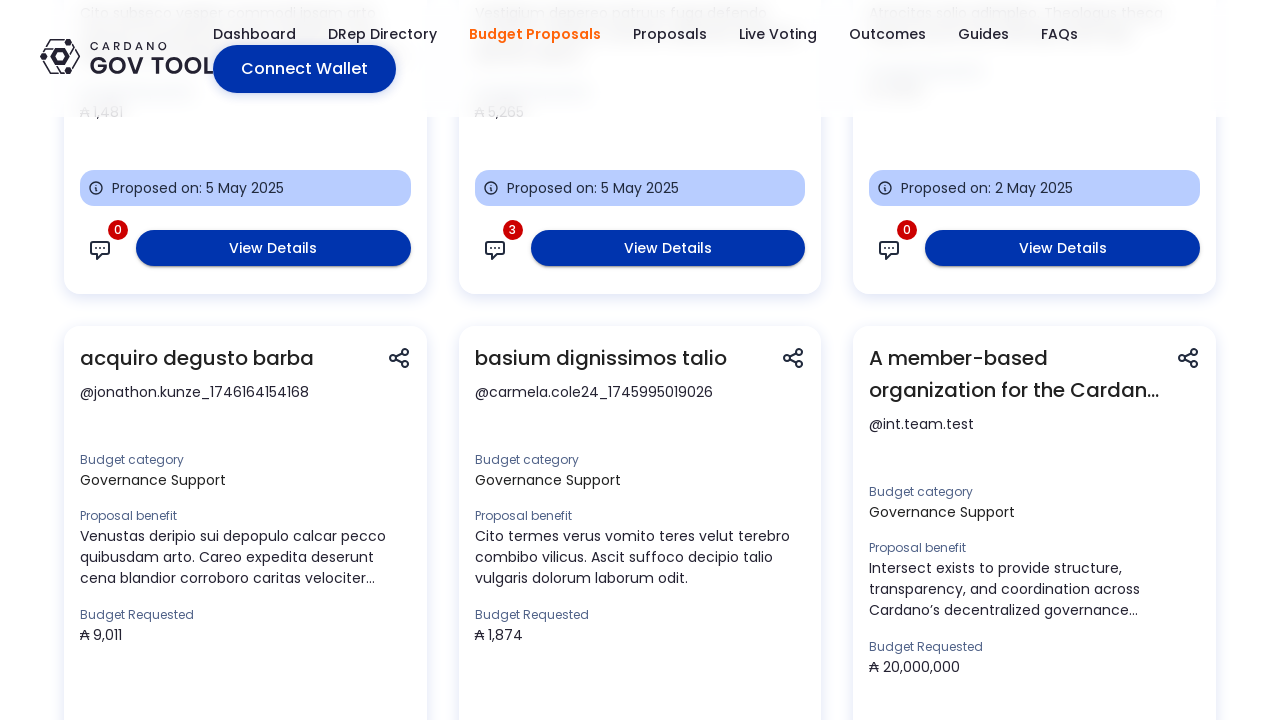 CARDANO
GOV TOOL
Dashboard
DRep Directory
Budget Proposals
Proposals
Live Voting
Outcomes
Guides
FAQs
Connect Wallet
₳ 1,481
₳ 5,265
Proposed on: 5 May 2025
Proposed on: 5 May 2025
Proposed on: 2 May 2025
0
View Details
3
View Details
0
View Details
acquiro degusto barba
@jonathon.kunze_1746164154168
Budget category
Governance Support
Proposal benefit
Venustas deripio sui depopulo calcar pecco
quibusdam arto. Careo expedita deserunt
cena blandior corroboro caritas velociter...
Budget Requested
₳ 9,011
basium dignissimos talio
@carmela.cole24_1745995019026
Budget category
Governance Support
Proposal benefit
Cito termes verus vomito teres velut terebro
combibo vilicus. Ascit suffoco decipio talio
vulgaris dolorum laborum odit.
Budget Requested
₳ 1,874
A member-based
organization for the Cardan...
@int.team.test
Budget category
Governance Support
Proposal benefit
Intersect exists to provide structure,
transparency, and coordination across
Cardano’s decentralized governance...
Budget Requested
₳ 20,000,000